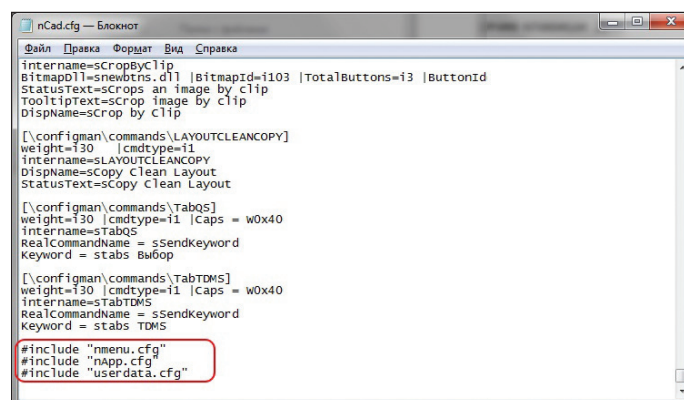 nCad.cfg — Блокнот
Файл Правка Формат Вид Справка
intername=sCropByClip
BitmapDll=snewbtns.dll |BitmapId=i103 |TotalButtons=i3 |ButtonId
StatusText=sCrops an image by clip
TooltipText=sCrop image by clip
DispName=sCrop by Clip
[\configman\commands\LAYOUTCLEANCOPY]
weight=i30 |cmdtype=i1
intername=sLAYOUTCLEANCOPY
DispName=sCopy Clean Layout
StatusText=sCopy Clean Layout
[\configman\commands\TabQS]
weight=i30 |cmdtype=i1 |Caps = w0x40
intername=sTabQS
RealCommandName = sSendKeyword
Keyword = stabs Выбор
[\configman\commands\TabTDMS]
weight=i30 |cmdtype=i1 |Caps = w0x40
intername=sTabTDMS
RealCommandName = sSendKeyword
Keyword = stabs TDMS
#include "nmenu.cfg"
#include "nApp.cfg"
#include "userdata.cfg"